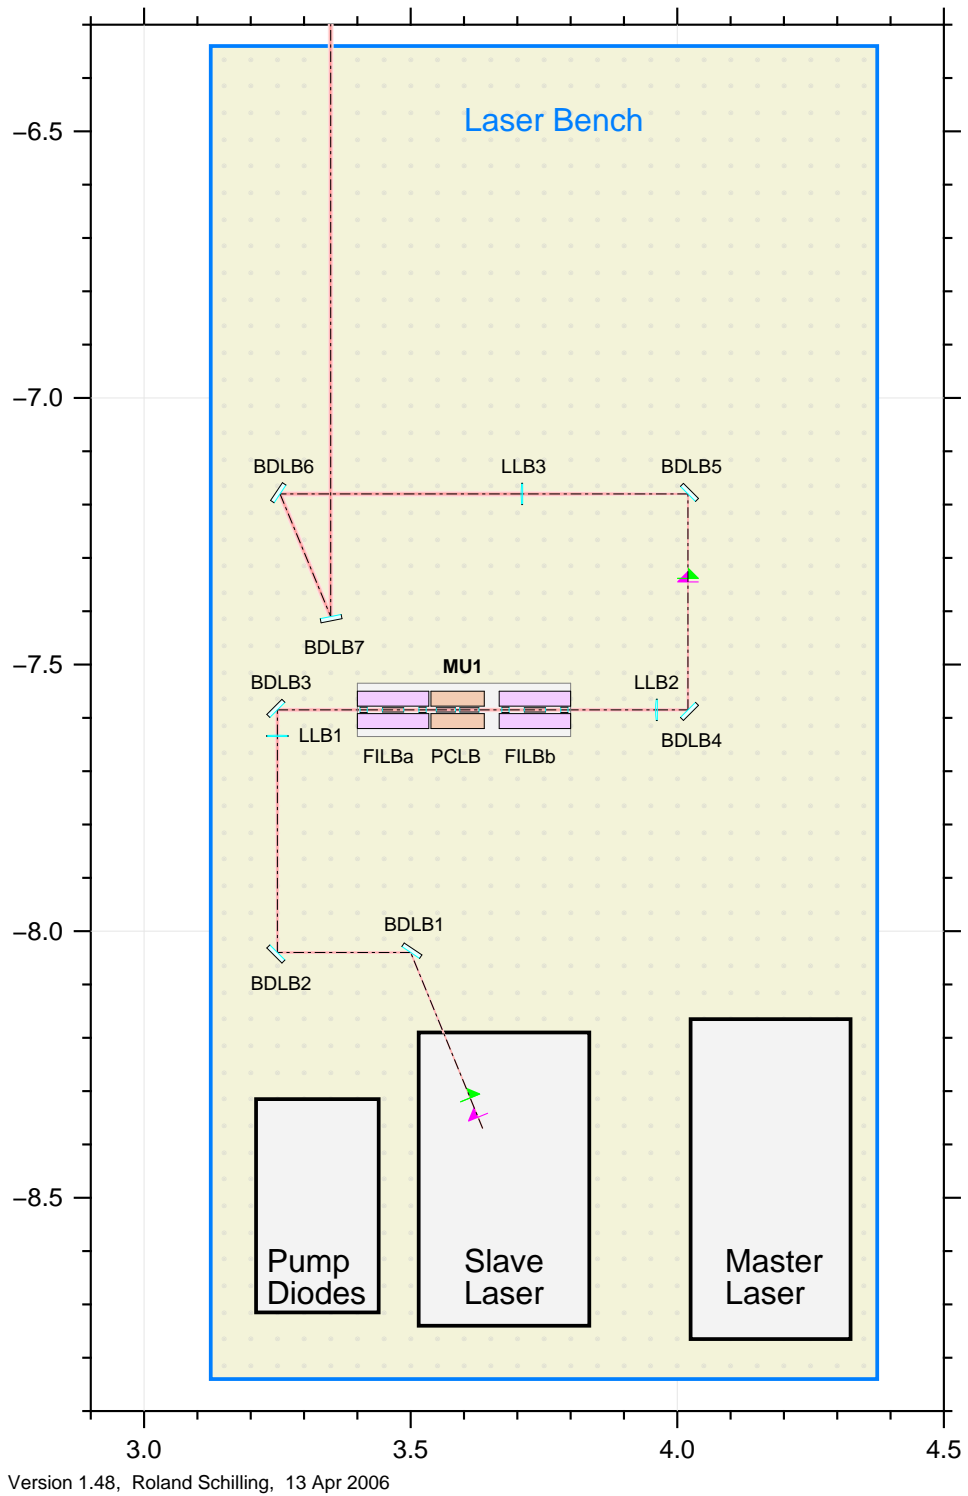 Laser Bench
−6.5
−7.0
BDLB6
LLB3
BDLB5
−7.5
BDLB7
MU1
BDLB3
LLB2
LLB1
BDLB4
FILBa
PCLB
FILBb
−8.0
BDLB1
BDLB2
−8.5
Pump
Diodes
Slave
Laser
Master
Laser
3.0
3.5
4.0
4.5
Version 1.48, Roland Schilling, 13 Apr 2006